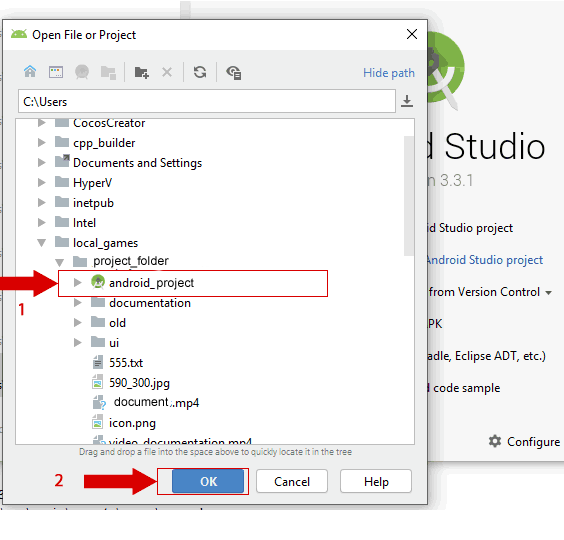 Open File or Project
Hide path
C:\Users
CocosCreator
cpp_builder
Documents and Settings
HyperV
inetpub
Intel
local_games
project_folder
android_project
1
documentation
old
ui
555.txt
590_300.jpg
document,.mp4
icon.png
video_documentation.mp4
Drag and drop a file into the space above to quickly locate it in the tree
2
OK
Cancel
Help
d Studio
n 3.3.1
id Studio project
Android Studio project
from Version Control
PK
adle, Eclipse ADT, etc.)
d code sample
Configure